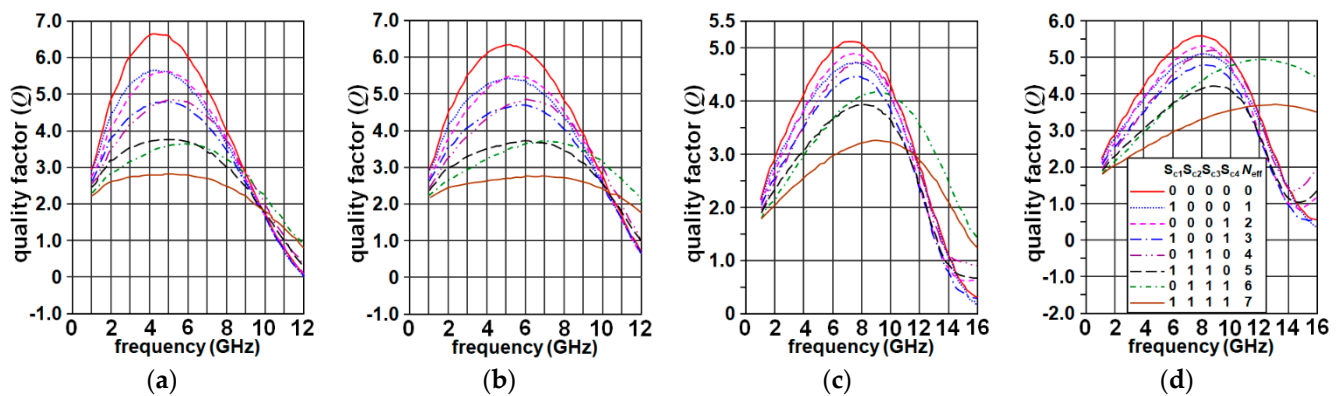 quality factor (Q)
7.0
6.0
5.0
4.0
3.0
2.0
1.0
0
-1.0
0 2 4 6 8 10 12
frequency (GHz)
(a)
quality factor (Q)
7.0
6.0
5.0
4.0
3.0
2.0
1.0
0
-1.0
0 2 4 6 8 10 12
frequency (GHz)
(b)
quality factor (Q)
5.5
5.0
4.0
3.0
2.0
1.0
0
0 2 4 6 8 10 12 14 16
frequency (GHz)
(c)
quality factor (Q)
6.0
5.0
4.0
3.0
2.0
1.0
0
-1.0
-2.0
Sc1 Sc2 Sc3 Sc4 Neff
0 0 0 0 0
1 0 0 0 1
0 0 0 1 2
1 0 0 1 3
0 1 1 0 4
1 1 1 0 5
0 1 1 1 6
1 1 1 1 7
0 2 4 6 8 10 12 14 16
frequency (GHz)
(d)